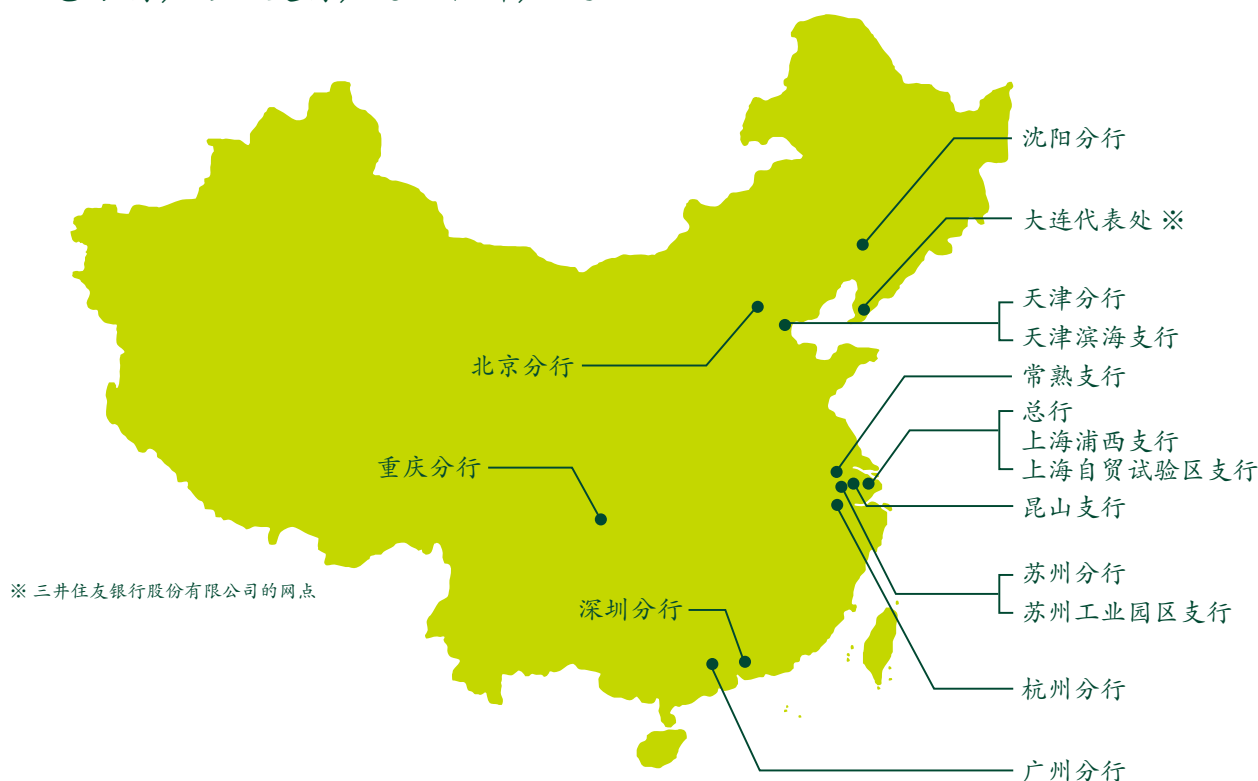 沈阳分行
大连代表处 ※
天津分行
天津滨海支行
北京分行
常熟支行
总行
上海浦西支行
上海自贸试验区支行
重庆分行
昆山支行
苏州分行
※ 三井住友银行股份有限公司的网点
苏州工业园区支行
深圳分行
杭州分行
广州分行